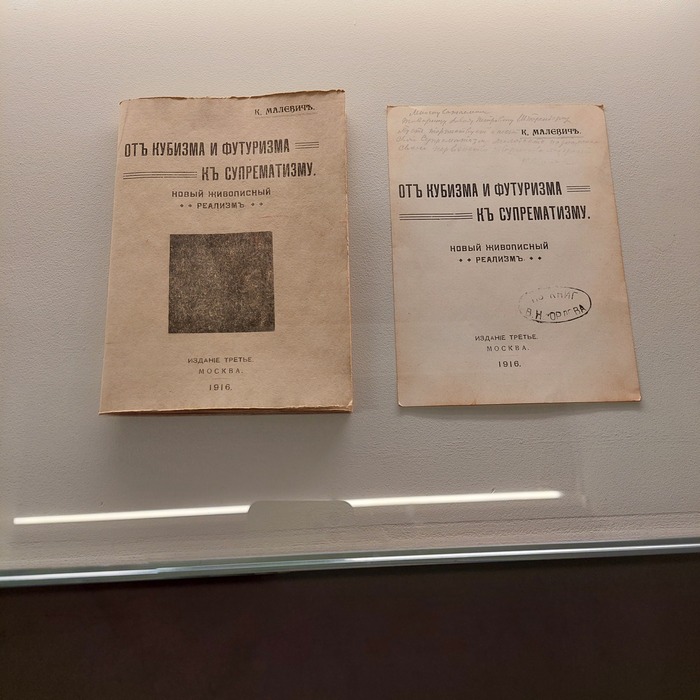 К. МАЛЕВИЧЪ.
ОТЪ КУБИЗМА И ФУТУРИЗМА
КЪ СУПРЕМАТИЗМУ.
НОВЫЙ ЖИВОПИСНЫЙ
РЕАЛИЗМЪ.
ИЗДАНІЕ ТРЕТЬЕ.
МОСКВА.
1916.
К. МАЛЕВИЧЪ.
ОТЪ КУБИЗМА И ФУТУРИЗМА
КЪ СУПРЕМАТИЗМУ.
НОВЫЙ ЖИВОПИСНЫЙ
РЕАЛИЗМЪ.
КНИГ
ИЗДАНІЕ ТРЕТЬЕ.
МОСКВА.
1916.